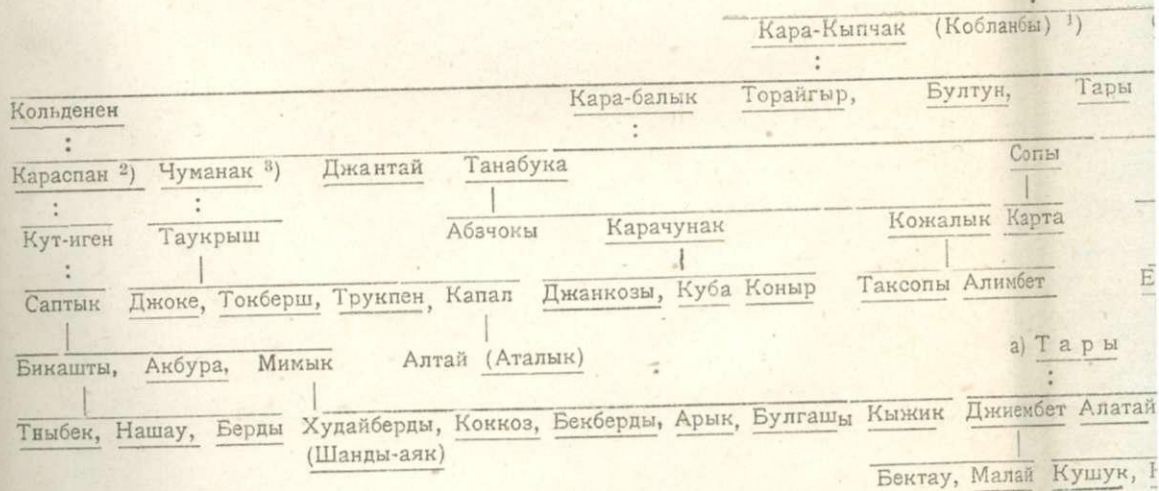 Кара-Кыпчак (Кобланбы) ¹)
Кольденен Кара-балык Торайгыр, Бултун, Тары
Караспан ²) Чуманак ³) Джантай Танабука Сопы
Кут-иген Таукрыш Абзчокы Карачунак Кожалык Карта
Саптык Джоке, Токберш, Трукпен, Капал Джанкозы, Куба Коныр Таксопы Алимбет
Бикашты, Акбура, Мимык Алтай (Аталык) а) Тары
Тныбек, Нашау, Берды Худайберды, Коккоз, Бекберды, Арык, Булгашы Кыжик Джиембет Алатай
(Шанды-аяк)
Бектау, Малай Кушук,